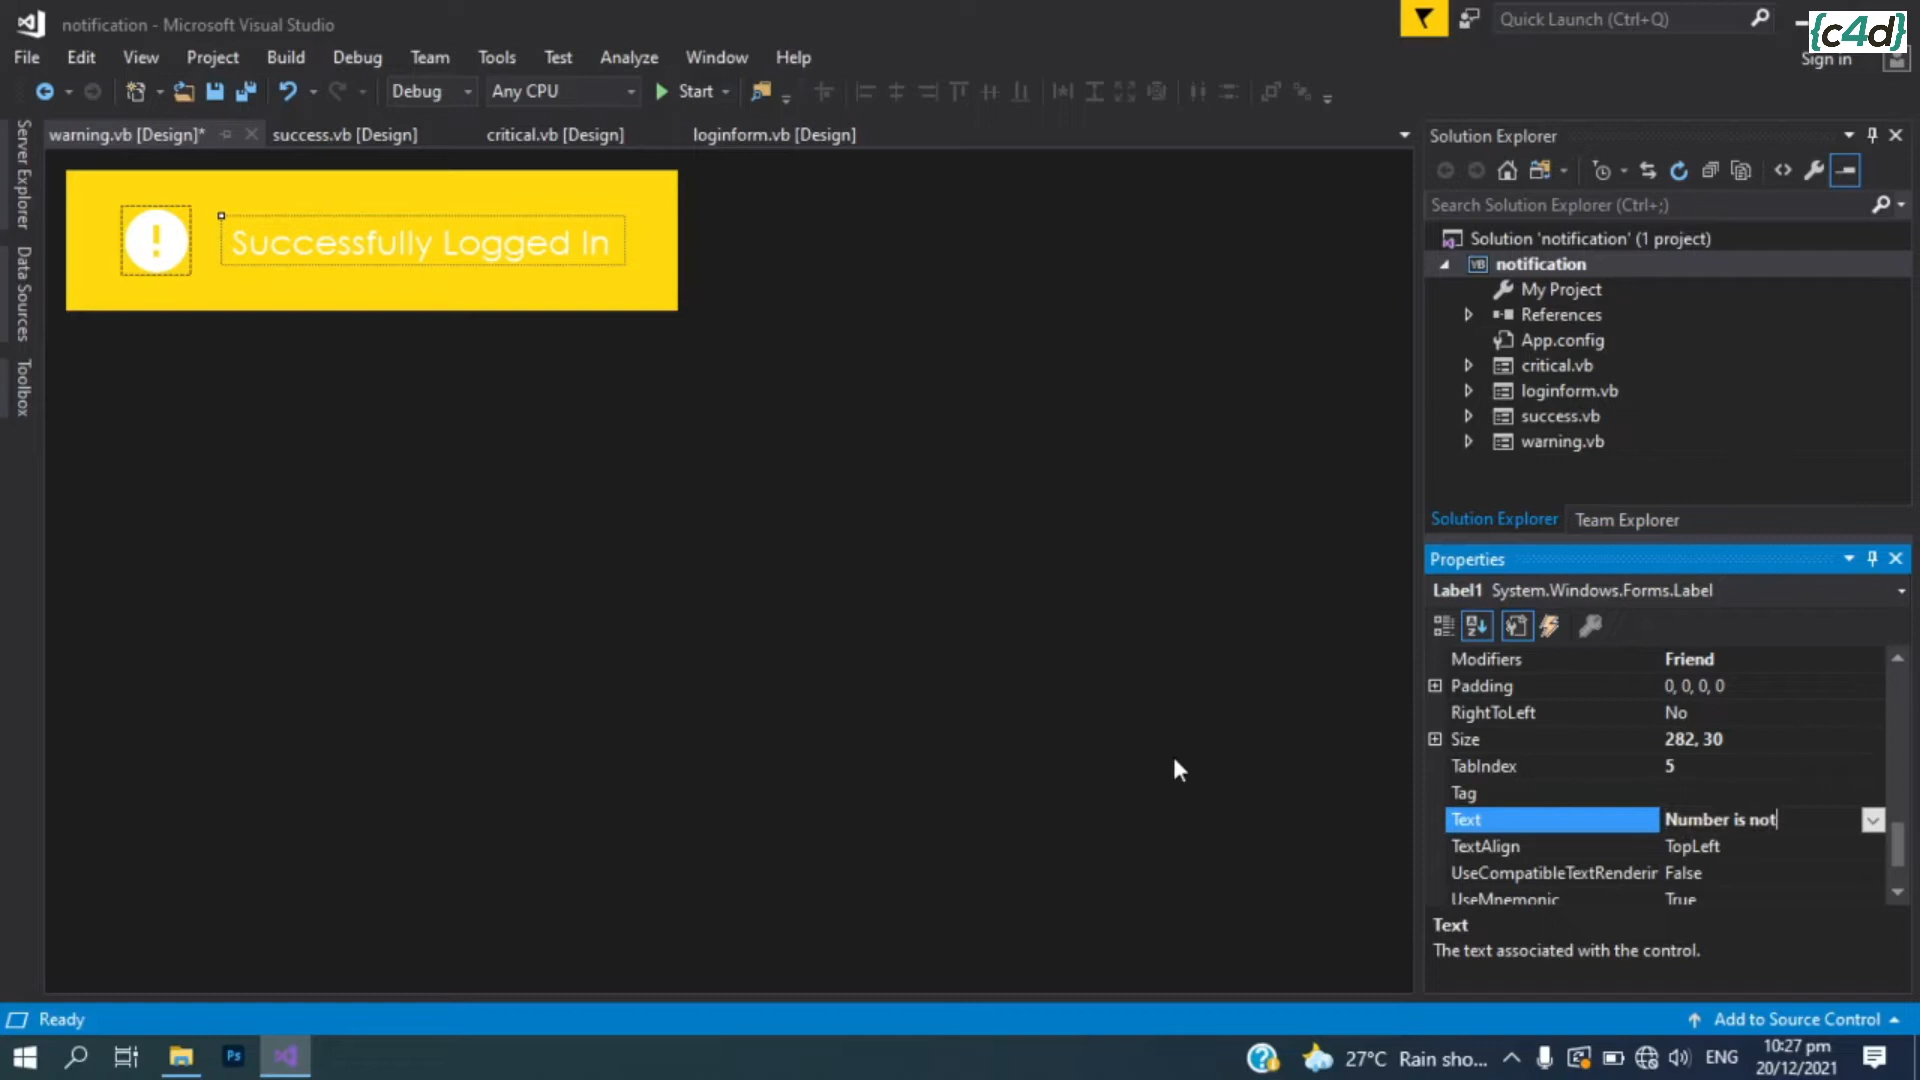 notification - Microsoft Visual Studio
Quick Launch (Ctrl+Q)
{c4d}
File Edit View Project Build Debug Team Tools Test Analyze Window Help
Sign in
Debug Any CPU Start
warning.vb [Design]* success.vb [Design] critical.vb [Design] loginform.vb [Design]
Server Explorer
Data Sources
Toolbox
Successfully Logged In
Solution Explorer
Search Solution Explorer (Ctrl+;)
Solution 'notification' (1 project)
VB notification
My Project
References
App.config
critical.vb
loginform.vb
success.vb
warning.vb
Solution Explorer Team Explorer
Properties
Label1 System.Windows.Forms.Label
Modifiers Friend
Padding 0, 0, 0, 0
RightToLeft No
Size 282, 30
TabIndex 5
Tag
Text Number is not
TextAlign TopLeft
UseCompatibleTextRenderin False
UseMnemonic True
Text
The text associated with the control.
Ready
Add to Source Control
Ps
27°C Rain sho...
ENG
10:27 pm
20/12/2021